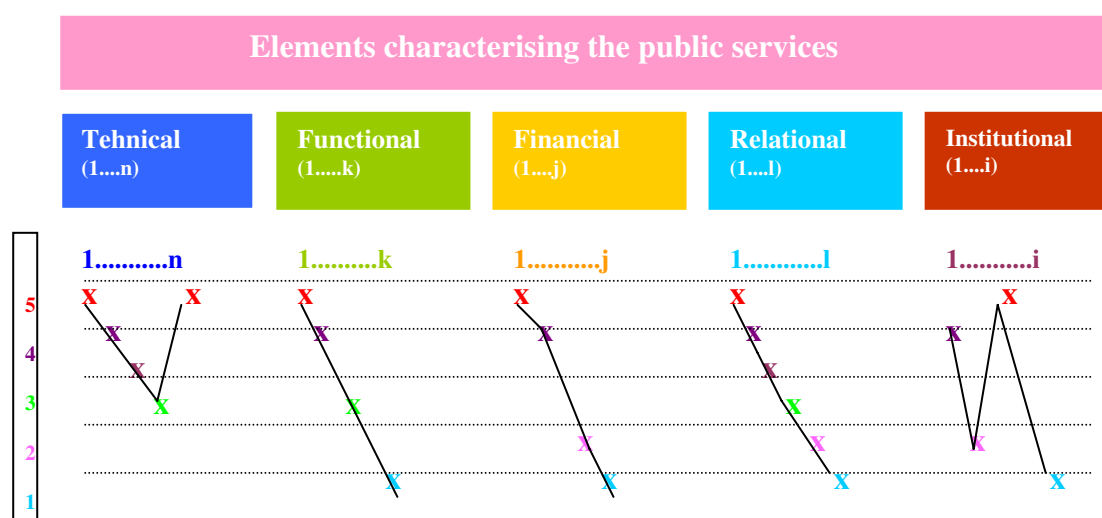 Elements characterising the public services
Tehnical
(1....n)
Functional
(1.....k)
Financial
(1....j)
Relational
(1....l)
Institutional
(1....i)
1...........n 1..........k 1...........j 1............l 1...........i
5 x x x x x x
4 x x x x x
x x
3 x x x
2 x x x
1 x x x x